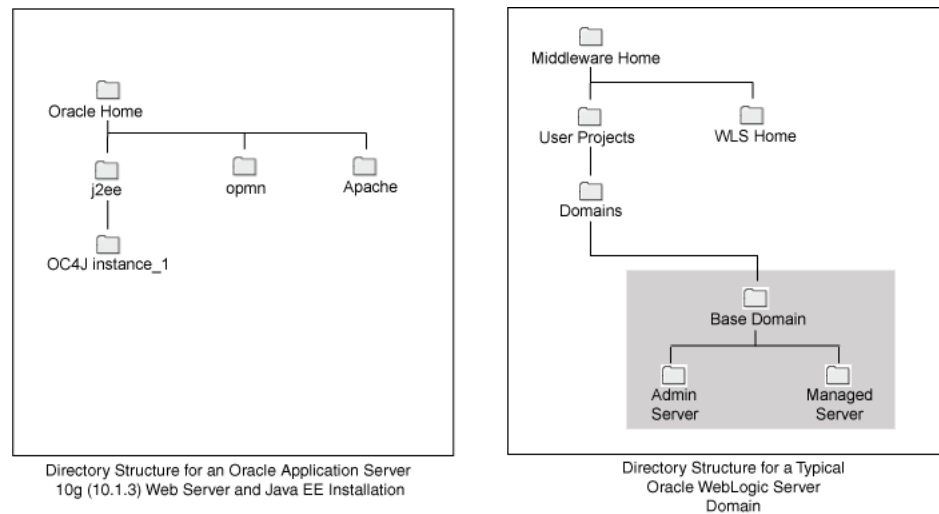 Oracle Home
j2ee
opmn
Apache
OC4J instance_1
Directory Structure for an Oracle Application Server
10g (10.1.3) Web Server and Java EE Installation
Middleware Home
User Projects
WLS Home
Domains
Base Domain
Admin
Server
Managed
Server
Directory Structure for a Typical
Oracle WebLogic Server
Domain